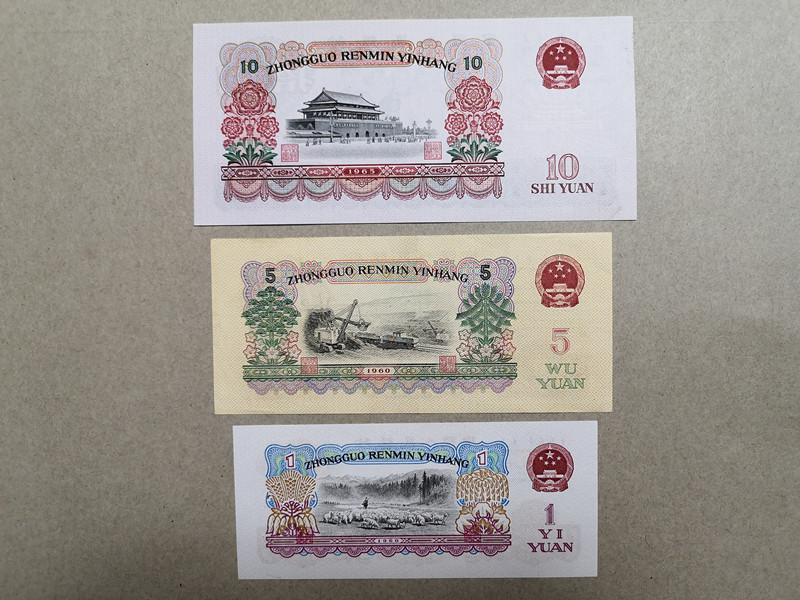 10 ZHONGGUO RENMIN YINHANG 10
1965
10
SHI YUAN
5 ZHONGGUO RENMIN YINHANG 5
1960
5
WU
YUAN
1 ZHONGGUO RENMIN YINHANG 1
1960
1
YI
YUAN